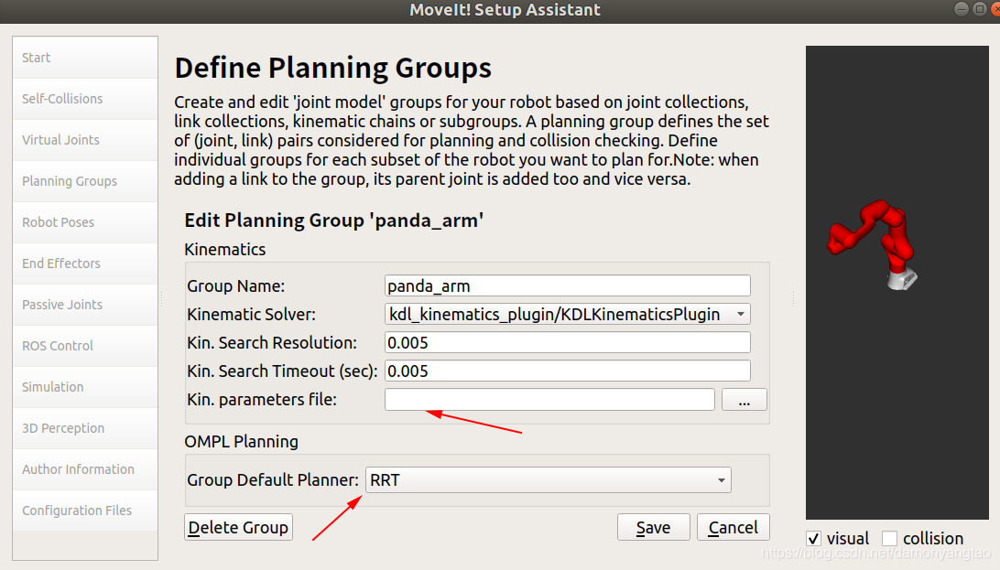 MoveIt! Setup Assistant
Start
Self-Collisions
Virtual Joints
Planning Groups
Robot Poses
End Effectors
Passive Joints
ROS Control
Simulation
3D Perception
Author Information
Configuration Files
Define Planning Groups
Create and edit 'joint model' groups for your robot based on joint collections,
link collections, kinematic chains or subgroups. A planning group defines the set
of (joint, link) pairs considered for planning and collision checking. Define
individual groups for each subset of the robot you want to plan for.Note: when
adding a link to the group, its parent joint is added too and vice versa.
Edit Planning Group 'panda_arm'
Kinematics
Group Name: panda_arm
Kinematic Solver: kdl_kinematics_plugin/KDLKinematicsPlugin
Kin. Search Resolution: 0.005
Kin. Search Timeout (sec): 0.005
Kin. parameters file: ...
OMPL Planning
Group Default Planner: RRT
Delete Group Save Cancel
visual collision
https://blog.csdn.net/damonyangtao